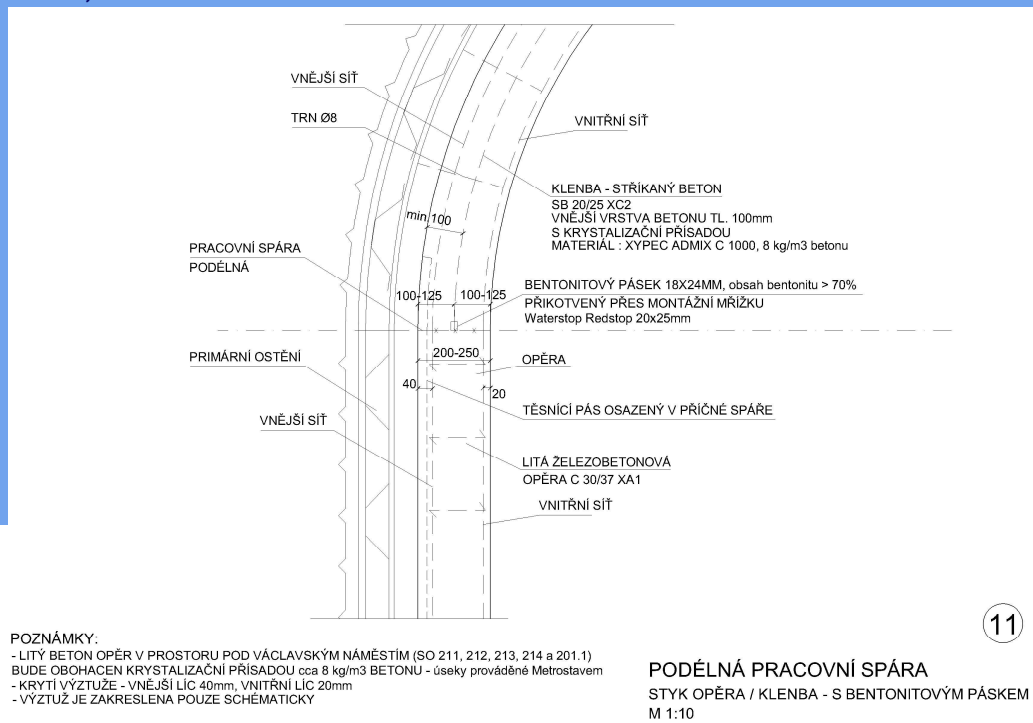 VNĚJŠÍ SÍŤ
TRN Ø8
VNITŘNÍ SÍŤ
KLENBA - STŘÍKANÝ BETON
SB 20/25 XC2
VNĚJŠÍ VRSTVA BETONU TL. 100mm
S KRYSTALIZAČNÍ PŘÍSADOU
MATERIÁL : XYPEC ADMIX C 1000, 8 kg/m3 betonu
min.100
PRACOVNÍ SPÁRA
PODÉLNÁ
100-125
100-125
BENTONITOVÝ PÁSEK 18X24MM, obsah bentonitu > 70%
PŘIKOTVENÝ PŘES MONTÁŽNÍ MŘÍŽKU
Waterstop Redstop 20x25mm
200-250
PRIMÁRNÍ OSTĚNÍ
OPĚRA
40
20
TĚSNÍCÍ PÁS OSAZENÝ V PŘÍČNÉ SPÁŘE
VNĚJŠÍ SÍŤ
LITÁ ŽELEZOBETONOVÁ
OPĚRA C 30/37 XA1
VNITŘNÍ SÍŤ
11
POZNÁMKY:
- LITÝ BETON OPĚR V PROSTORU POD VÁCLAVSKÝM NÁMĚSTÍM (SO 211, 212, 213, 214 a 201.1)
BUDE OBOHACEN KRYSTALIZAČNÍ PŘÍSADOU cca 8 kg/m3 BETONU - úseky prováděné Metrostavem
- KRYTÍ VÝZTUŽE - VNĚJŠÍ LÍC 40mm, VNITŘNÍ LÍC 20mm
- VÝZTUŽ JE ZAKRESLENA POUZE SCHÉMATICKY
PODÉLNÁ PRACOVNÍ SPÁRA
STYK OPĚRA / KLENBA - S BENTONITOVÝM PÁSKEM
M 1:10